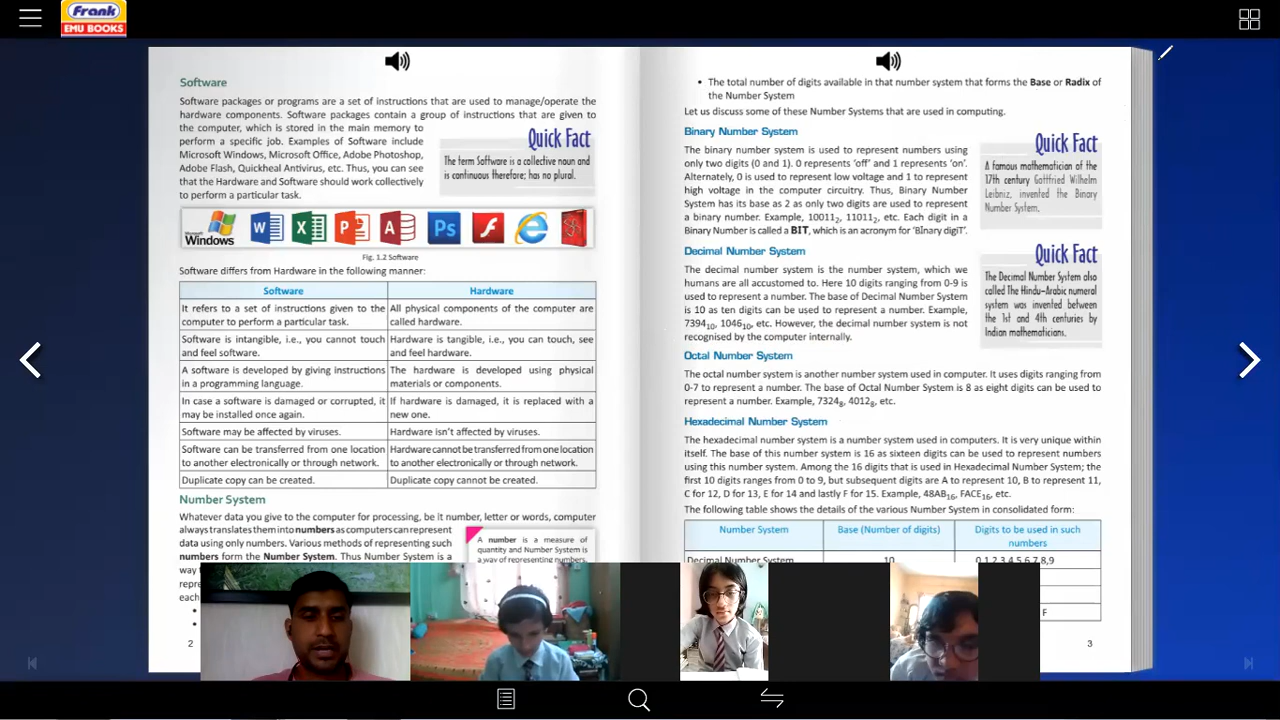 Frank
EMU BOOKS
Software
Software packages or programs are a set of instructions that are used to manage/operate the
hardware components. Software packages contain a group of instructions that are given to
the computer, which is stored in the main memory to
perform a specific job. Examples of Software include
Microsoft Windows, Microsoft Office, Adobe Photoshop,
Adobe Flash, Quickheal Antivirus, etc. Thus, you can see
that the Hardware and Software should work collectively
to perform a particular task.
Quick Fact
The term Software is a collective noun and
is continuous therefore; has no plural.
Windows
Ps
Fig. 1.2 Software
Software differs from Hardware in the following manner:
Software Hardware
It refers to a set of instructions given to the computer to perform a particular task. All physical components of the computer are called hardware.
Software is intangible, i.e., you cannot touch and feel software. Hardware is tangible, i.e., you can touch, see and feel hardware.
A software is developed by giving instructions in a programming language. The hardware is developed using physical materials or components.
In case a software is damaged or corrupted, it may be installed once again. If hardware is damaged, it is replaced with a new one.
Software may be affected by viruses. Hardware isn't affected by viruses.
Software can be transferred from one location to another electronically or through network. Hardware cannot be transferred from one location to another electronically or through network.
Duplicate copy can be created. Duplicate copy cannot be created.
Number System
Whatever data you give to the computer for processing, be it number, letter or words, computer
always translates them into numbers as computers can represent
data using only numbers. Various methods of representing such
numbers form the Number System. Thus Number System is a
way
repre
each
A number is a measure of
quantity and Number System is
a way of representing numbers.
2
• The total number of digits available in that number system that forms the Base or Radix of
the Number System
Let us discuss some of these Number Systems that are used in computing.
Binary Number System
The binary number system is used to represent numbers using
only two digits (0 and 1). 0 represents 'off' and 1 represents 'on'.
Alternately, 0 is used to represent low voltage and 1 to represent
high voltage in the computer circuitry. Thus, Binary Number
System has its base as 2 as only two digits are used to represent
a binary number. Example, 10011₂, 11011₂, etc. Each digit in a
Binary Number is called a BIT, which is an acronym for 'BInary digiT'.
Quick Fact
A famous mathematician of the
17th century Gottfried Wilhelm
Leibniz, invented the Binary
Number System.
Decimal Number System
The decimal number system is the number system, which we
humans are all accustomed to. Here 10 digits ranging from 0-9 is
used to represent a number. The base of Decimal Number System
is 10 as ten digits can be used to represent a number. Example,
7394₁₀, 1046₁₀, etc. However, the decimal number system is not
recognised by the computer internally.
Quick Fact
The Decimal Number System also
called The Hindu-Arabic numeral
system was invented between
the 1st and 4th centuries by
Indian mathematicians.
Octal Number System
The octal number system is another number system used in computer. It uses digits ranging from
0-7 to represent a number. The base of Octal Number System is 8 as eight digits can be used to
represent a number. Example, 7324₈, 4012₈, etc.
Hexadecimal Number System
The hexadecimal number system is a number system used in computers. It is very unique within
itself. The base of this number system is 16 as sixteen digits can be used to represent numbers
using this number system. Among the 16 digits that is used in Hexadecimal Number System; the
first 10 digits ranges from 0 to 9, but subsequent digits are A to represent 10, B to represent 11,
C for 12, D for 13, E for 14 and lastly F for 15. Example, 48AB₁₆, FACE₁₆, etc.
The following table shows the details of the various Number System in consolidated form:
Number System Base (Number of digits) Digits to be used in such numbers
Decimal Number System 10 0,1,2,3,4,5,6,7,8,9
F
3